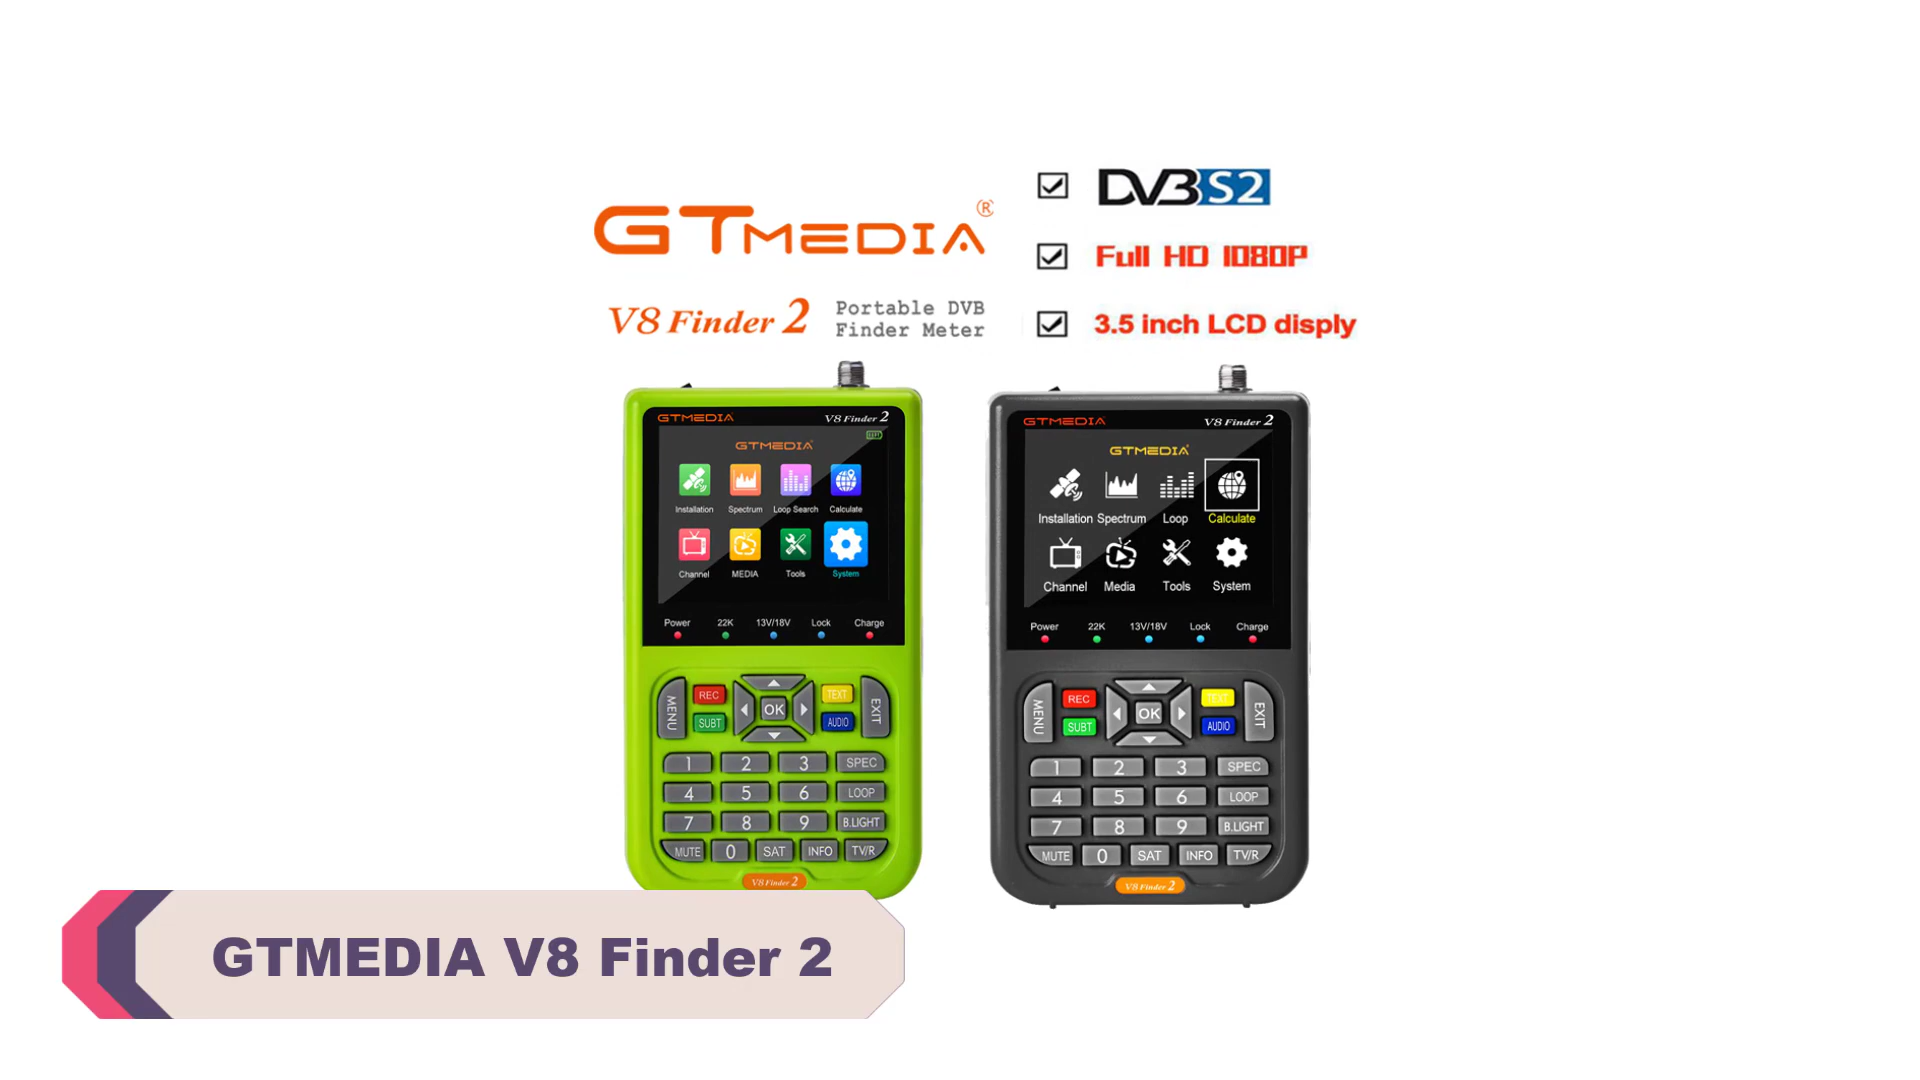 GTMEDIA®
V8 Finder 2
Portable DVB
Finder Meter
DVB S2
Full HD 1080P
3.5 inch LCD disply
GTMEDIA V8 Finder 2
GTMEDIA
Installation Spectrum Loop Search Calculate
Channel MEDIA Tools System
Power 22K 13V/18V Lock Charge
MENU REC SUBT OK TEXT AUDIO EXIT
1 2 3 SPEC
4 5 6 LOOP
7 8 9 B.LIGHT
MUTE 0 SAT INFO TV/R
V8 Finder 2
GTMEDIA V8 Finder 2
GTMEDIA
Installation Spectrum Loop Calculate
Channel Media Tools System
Power 22K 13V/18V Lock Charge
MENU REC SUBT OK TEXT AUDIO EXIT
1 2 3 SPEC
4 5 6 LOOP
7 8 9 B.LIGHT
MUTE 0 SAT INFO TV/R
V8 Finder 2
GTMEDIA V8 Finder 2